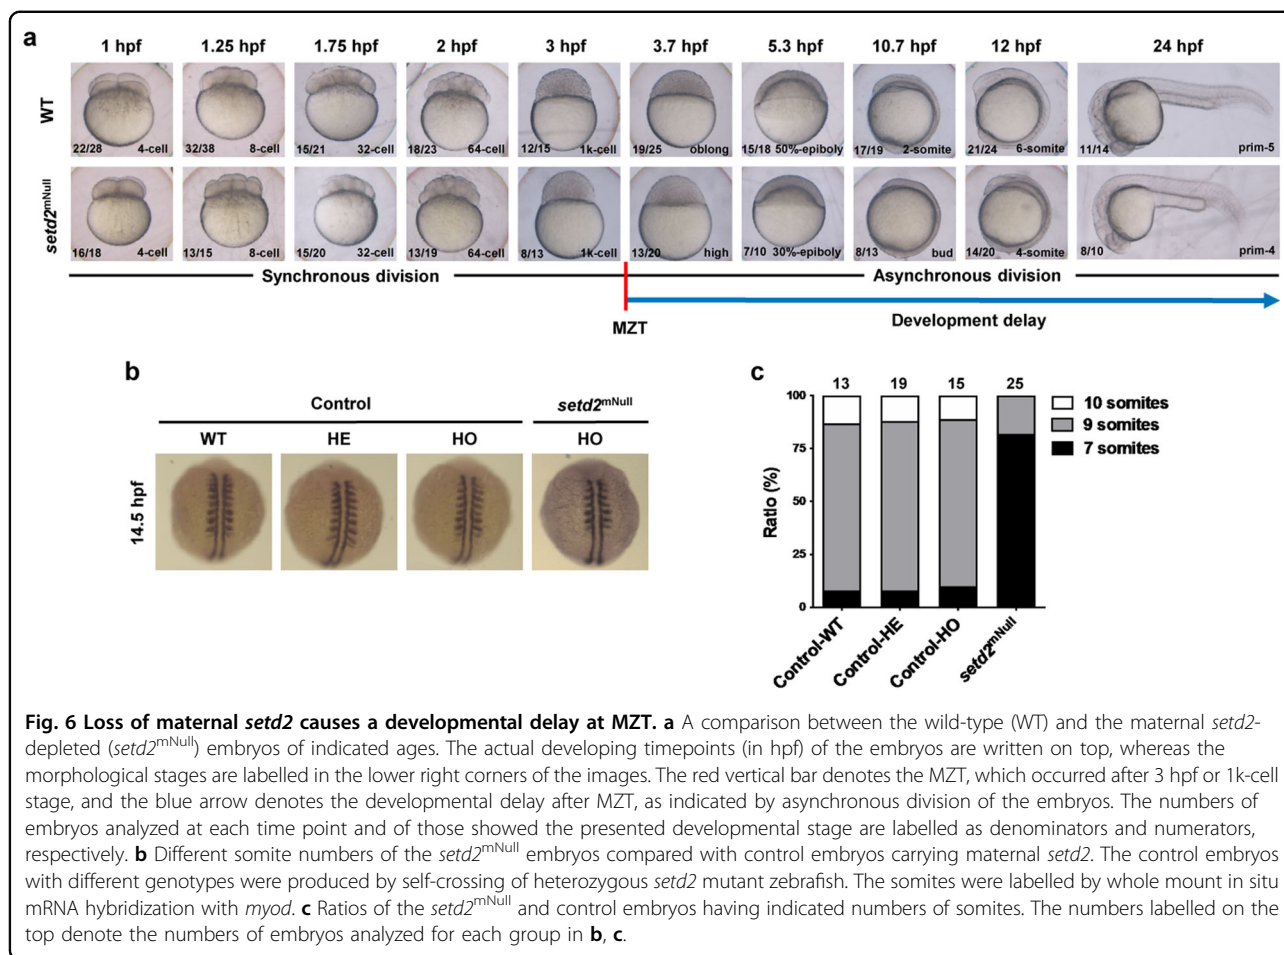 a
1 hpf 1.25 hpf 1.75 hpf 2 hpf 3 hpf 3.7 hpf 5.3 hpf 10.7 hpf 12 hpf 24 hpf
WT
22/28 4-cell 32/38 8-cell 15/21 32-cell 18/23 64-cell 12/15 1k-cell 19/25 oblong 15/18 50%-epiboly 17/19 2-somite 21/24 6-somite 11/14 prim-5
setd2mNull
16/18 4-cell 13/15 8-cell 15/20 32-cell 13/19 64-cell 8/13 1k-cell 13/20 high 7/10 30%-epiboly 8/13 bud 14/20 4-somite 8/10 prim-4
Synchronous division Asynchronous division
MZT Development delay
b
Control setd2mNull
WT HE HO HO
14.5 hpf
c
13 19 15 25
100
75
50
25
0
Ratio (%)
10 somites
9 somites
7 somites
Control-WT Control-HE Control-HO setd2mNull
Fig. 6 Loss of maternal setd2 causes a developmental delay at MZT. a A comparison between the wild-type (WT) and the maternal setd2-
depleted (setd2mNull) embryos of indicated ages. The actual developing timepoints (in hpf) of the embryos are written on top, whereas the
morphological stages are labelled in the lower right corners of the images. The red vertical bar denotes the MZT, which occurred after 3 hpf or 1k-cell
stage, and the blue arrow denotes the developmental delay after MZT, as indicated by asynchronous division of the embryos. The numbers of
embryos analyzed at each time point and of those showed the presented developmental stage are labelled as denominators and numerators,
respectively. b Different somite numbers of the setd2mNull embryos compared with control embryos carrying maternal setd2. The control embryos
with different genotypes were produced by self-crossing of heterozygous setd2 mutant zebrafish. The somites were labelled by whole mount in situ
mRNA hybridization with myod. c Ratios of the setd2mNull and control embryos having indicated numbers of somites. The numbers labelled on the
top denote the numbers of embryos analyzed for each group in b, c.